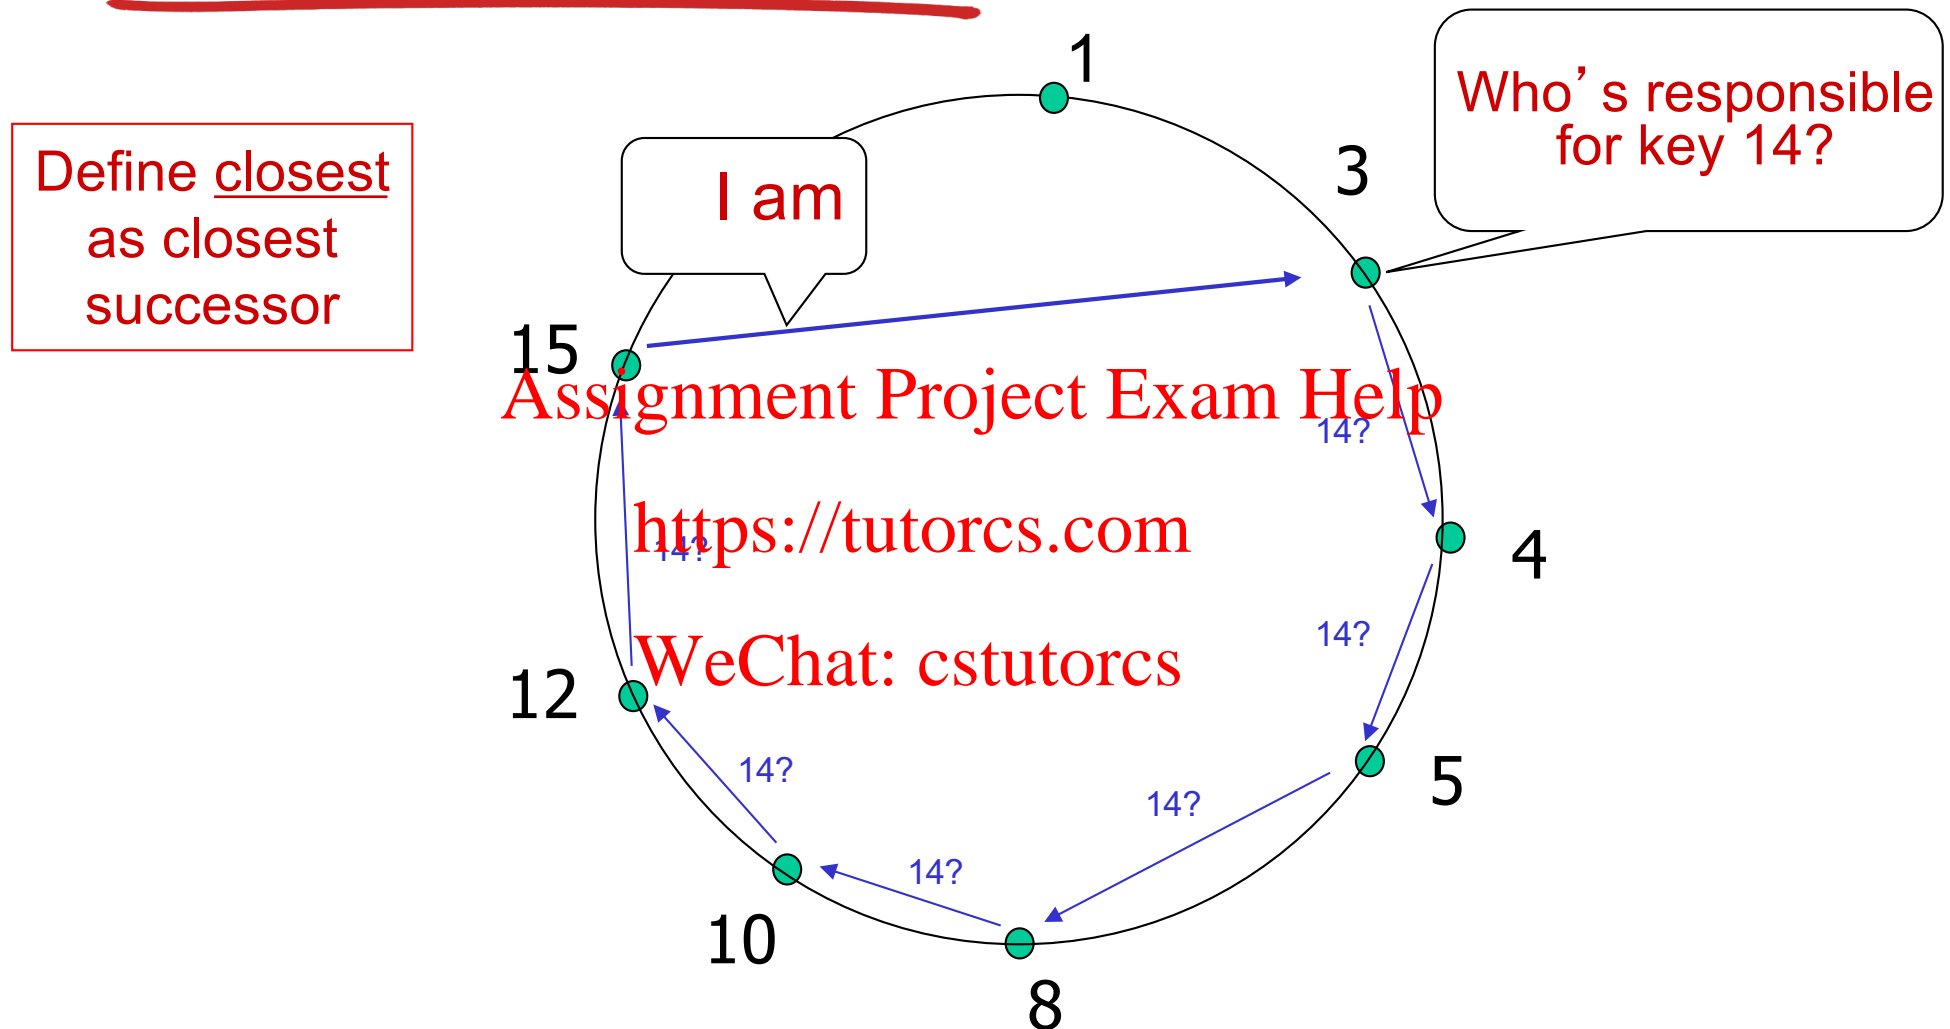 1
Who's responsible
for key 14?
3
Define closest
as closest
successor
I am
15
Assignment Project Exam Help
14?
https://tutorcs.com
14?
4
14?
WeChat: cstutorcs
12
14?
5
14?
14?
10
8